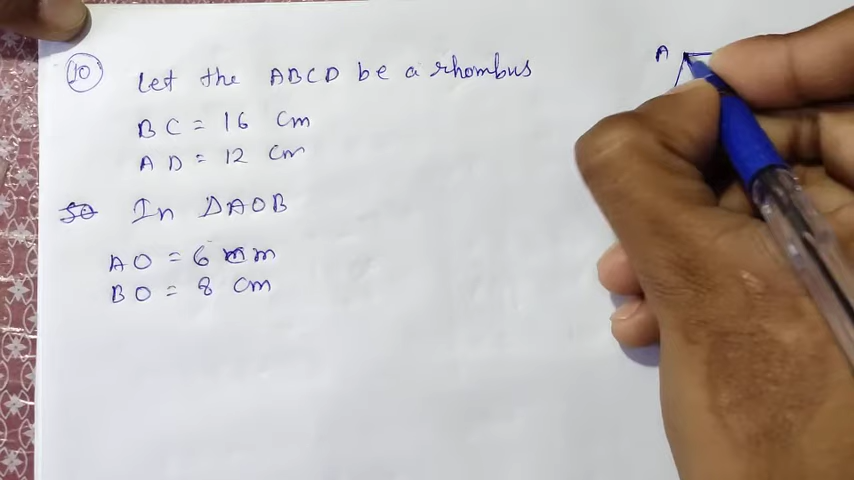 10 Let the ABCD be a rhombus
BC = 16 cm
AD = 12 cm
So In ΔAOB
AO = 6 cm
BO = 8 cm
A